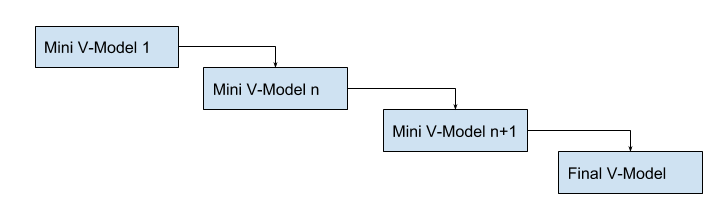 Mini V-Model 1
Mini V-Model n
Mini V-Model n+1
Final V-Model